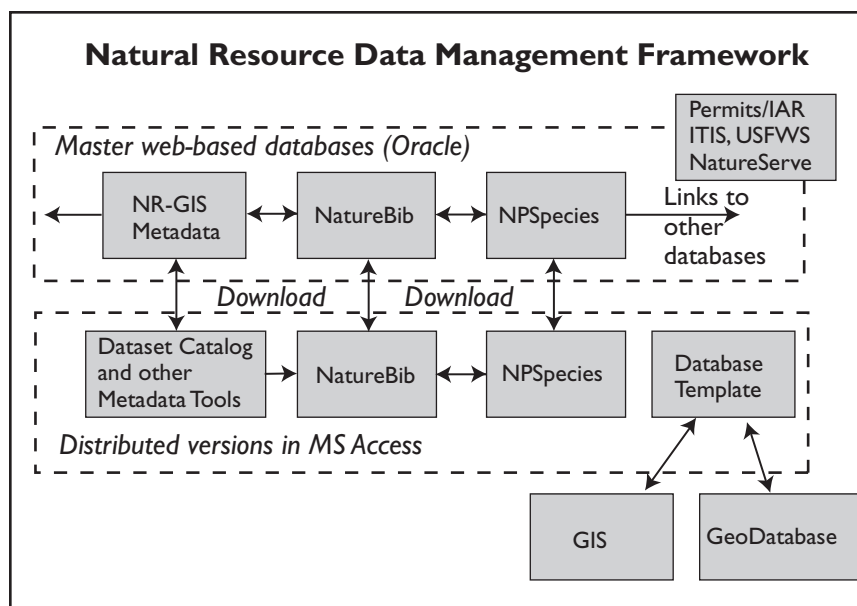 Natural Resource Data Management Framework
Permits/IAR
ITIS, USFWS
NatureServe
Master web-based databases (Oracle)
NR-GIS
Metadata
NatureBib
NPSpecies
Links to
other
databases
Download
Download
Dataset Catalog
and other
Metadata Tools
NatureBib
NPSpecies
Database
Template
Distributed versions in MS Access
GIS
GeoDatabase